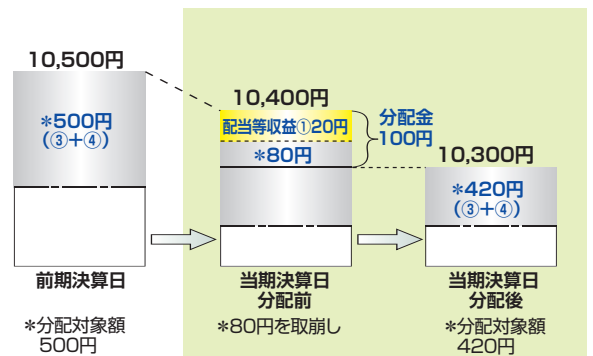 10,500円
*500円
(③+④)
前期決算日
*分配対象額
500円
10,400円
配当等収益①20円
*80円
分配金
100円
当期決算日
分配前
*80円を取崩し
10,300円
*420円
(③+④)
当期決算日
分配後
*分配対象額
420円